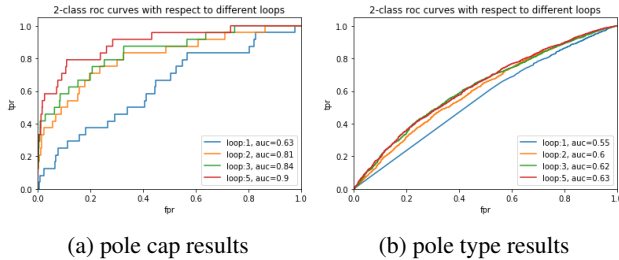 2-class roc curves with respect to different loops
1.0
0.8
0.6
0.4
0.2
0.0
tpr
loop:1, auc=0.63
loop:2, auc=0.81
loop:3, auc=0.84
loop:5, auc=0.9
0.0 0.2 0.4 0.6 0.8 1.0
fpr
(a) pole cap results
2-class roc curves with respect to different loops
1.0
0.8
0.6
0.4
0.2
0.0
tpr
loop:1, auc=0.55
loop:2, auc=0.6
loop:3, auc=0.62
loop:5, auc=0.63
0.0 0.2 0.4 0.6 0.8 1.0
fpr
(b) pole type results